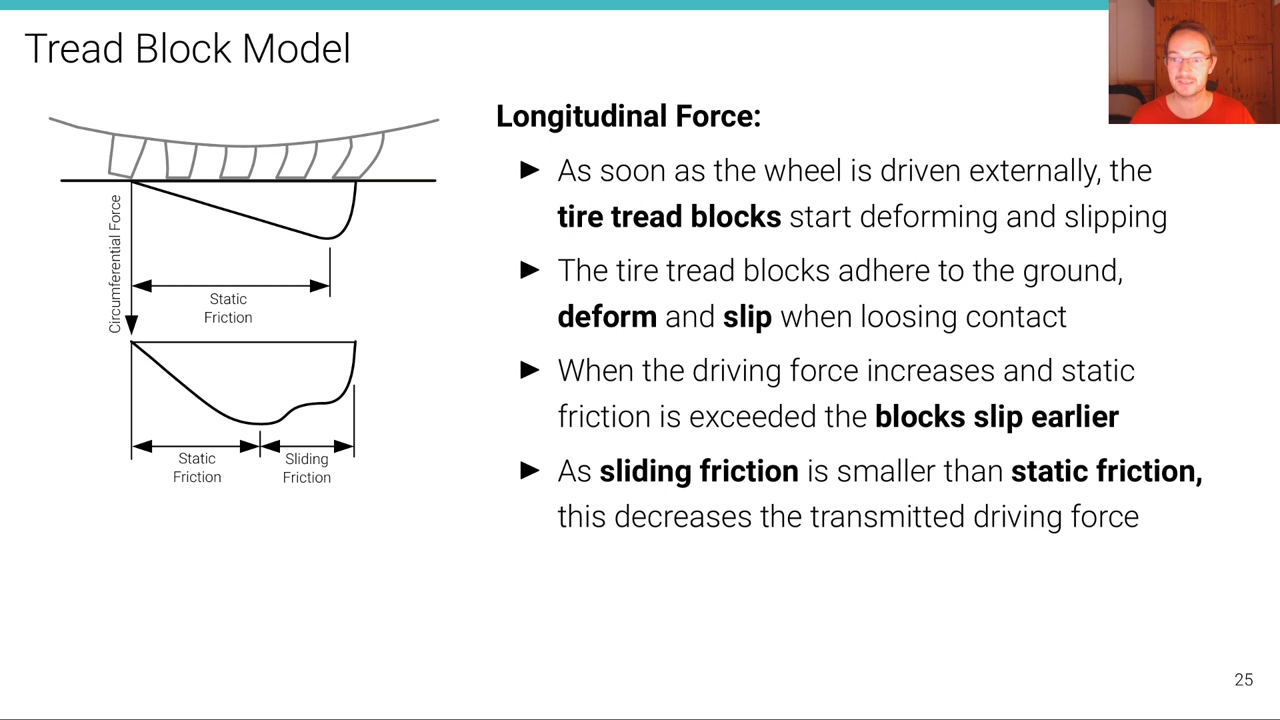 Tread Block Model
Circumferential Force
Static
Friction
Static
Friction
Sliding
Friction
Longitudinal Force:
► As soon as the wheel is driven externally, the
tire tread blocks start deforming and slipping
► The tire tread blocks adhere to the ground,
deform and slip when loosing contact
► When the driving force increases and static
friction is exceeded the blocks slip earlier
► As sliding friction is smaller than static friction,
this decreases the transmitted driving force
25